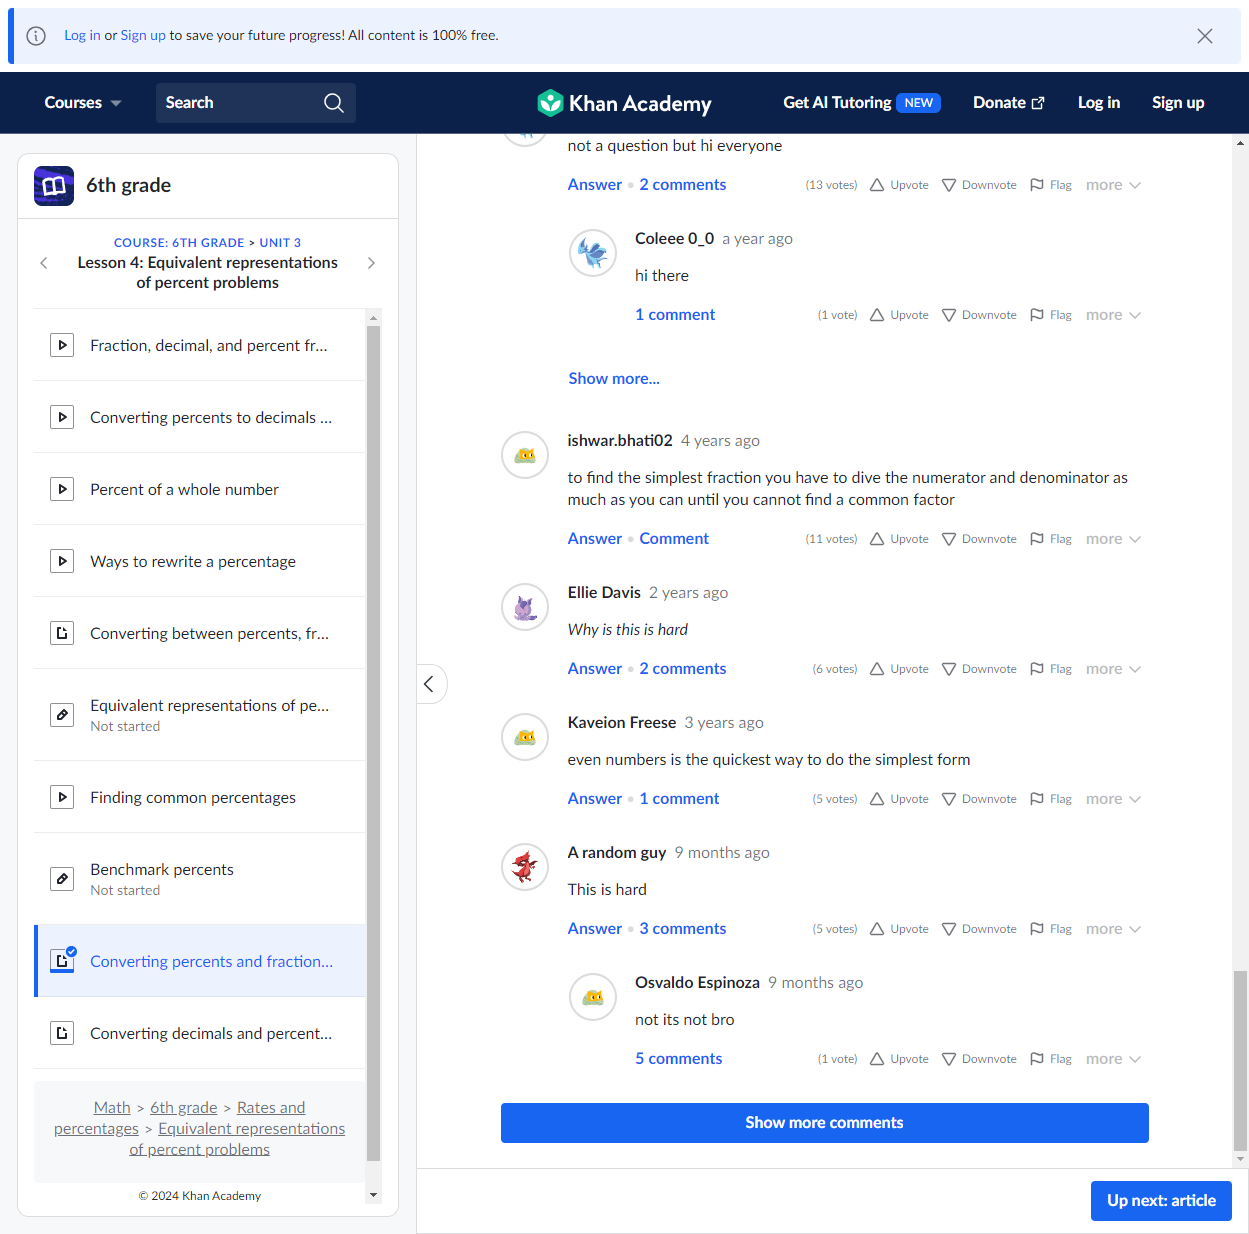 Log in or Sign up to save your future progress! All content is 100% free.
Courses
Search
Khan Academy
Get AI Tutoring NEW
Donate
Log in
Sign up
6th grade
COURSE: 6TH GRADE > UNIT 3
Lesson 4: Equivalent representations
of percent problems
Fraction, decimal, and percent fr...
Converting percents to decimals ...
Percent of a whole number
Ways to rewrite a percentage
Converting between percents, fr...
Equivalent representations of pe...
Not started
Finding common percentages
Benchmark percents
Not started
Converting percents and fraction...
Converting decimals and percent...
Math > 6th grade > Rates and
percentages > Equivalent representations
of percent problems
© 2024 Khan Academy
not a question but hi everyone
Answer • 2 comments (13 votes) Upvote Downvote Flag more
Coleee 0_0 a year ago
hi there
1 comment (1 vote) Upvote Downvote Flag more
Show more...
ishwar.bhati02 4 years ago
to find the simplest fraction you have to dive the numerator and denominator as
much as you can until you cannot find a common factor
Answer • Comment (11 votes) Upvote Downvote Flag more
Ellie Davis 2 years ago
Why is this is hard
Answer • 2 comments (6 votes) Upvote Downvote Flag more
Kaveion Freese 3 years ago
even numbers is the quickest way to do the simplest form
Answer • 1 comment (5 votes) Upvote Downvote Flag more
A random guy 9 months ago
This is hard
Answer • 3 comments (5 votes) Upvote Downvote Flag more
Osvaldo Espinoza 9 months ago
not its not bro
5 comments (1 vote) Upvote Downvote Flag more
Show more comments
Up next: article